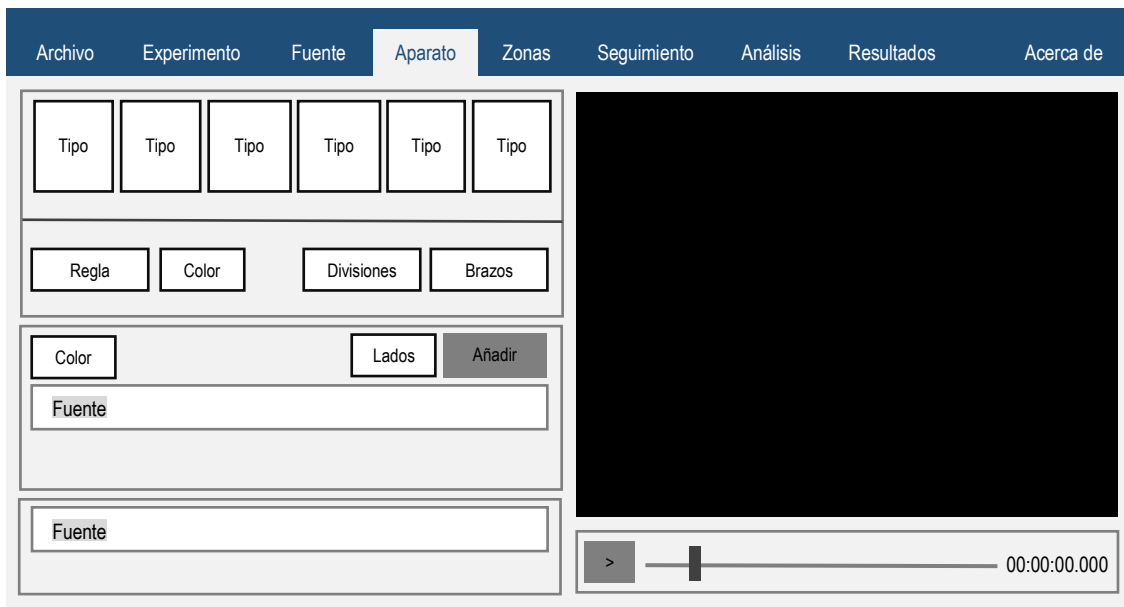 Archivo Experimento Fuente Aparato Zonas Seguimiento Análisis Resultados Acerca de
Tipo Tipo Tipo Tipo Tipo Tipo
Regla Color Divisiones Brazos
Color Lados Añadir
Fuente
Fuente
> 00:00:00.000